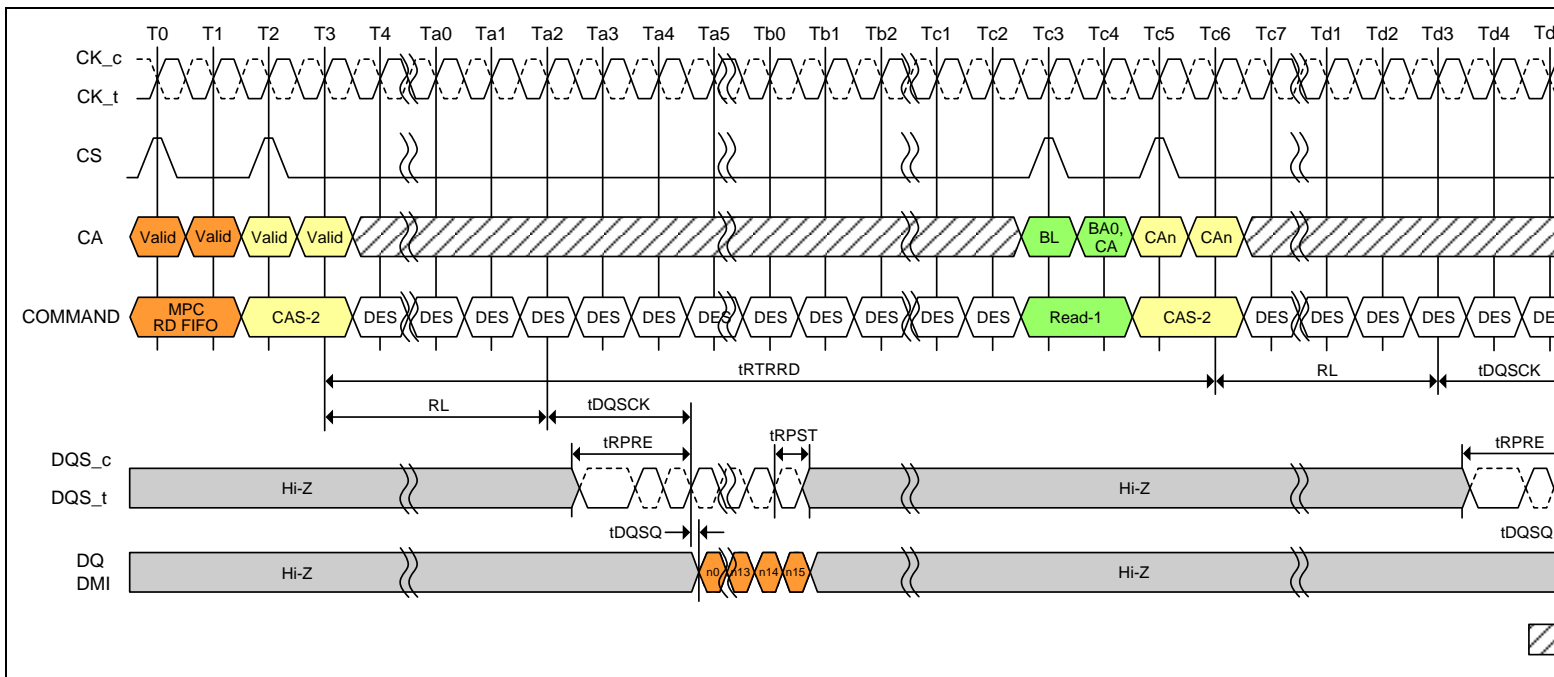 T0 T1 T2 T3 T4 Ta0 Ta1 Ta2 Ta3 Ta4 Ta5 Tb0 Tb1 Tb2 Tc1 Tc2 Tc3 Tc4 Tc5 Tc6 Tc7 Td1 Td2 Td3 Td4 Td
CK_c
CK_t
CS
CA Valid Valid Valid Valid BL BA0, CA CAn CAn
COMMAND MPC RD FIFO CAS-2 DES DES DES DES DES DES DES DES DES DES DES DES Read-1 CAS-2 DES DES DES DES DES DE
tRTRRD RL tDQSCK
RL tDQSCK
tRPRE tRPST tRPRE
DQS_c
DQS_t Hi-Z Hi-Z
tDQSQ tDQSQ
DQ
DMI Hi-Z n0 n13 n14 n15 Hi-Z